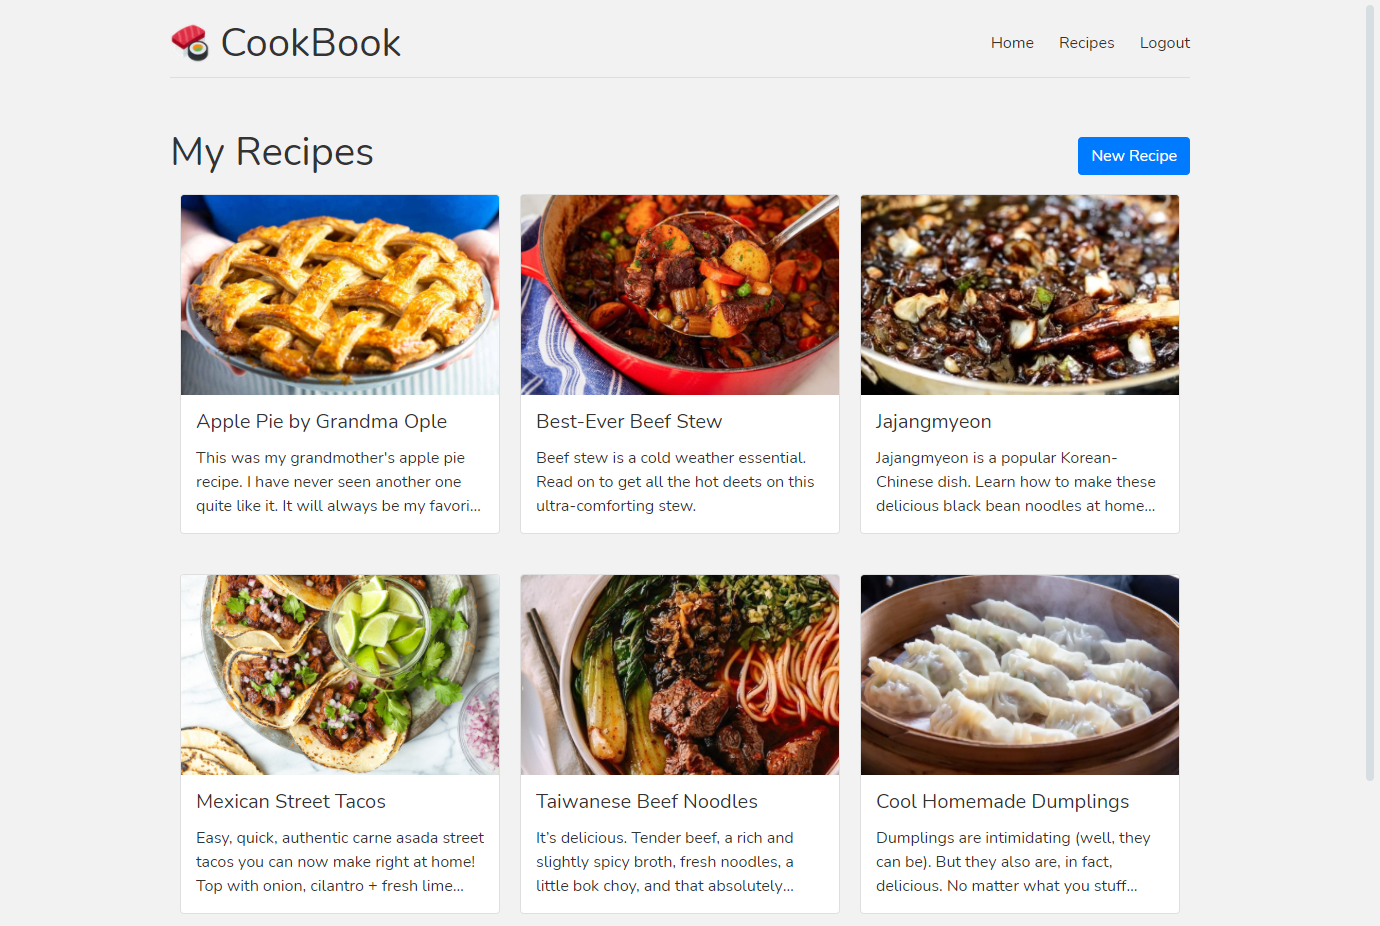 CookBook
Home Recipes Logout
My Recipes
New Recipe
Apple Pie by Grandma Ople
This was my grandmother's apple pie
recipe. I have never seen another one
quite like it. It will always be my favori...
Best-Ever Beef Stew
Beef stew is a cold weather essential.
Read on to get all the hot deets on this
ultra-comforting stew.
Jajangmyeon
Jajangmyeon is a popular Korean-
Chinese dish. Learn how to make these
delicious black bean noodles at home...
Mexican Street Tacos
Easy, quick, authentic carne asada street
tacos you can now make right at home!
Top with onion, cilantro + fresh lime...
Taiwanese Beef Noodles
It’s delicious. Tender beef, a rich and
slightly spicy broth, fresh noodles, a
little bok choy, and that absolutely...
Cool Homemade Dumplings
Dumplings are intimidating (well, they
can be). But they also are, in fact,
delicious. No matter what you stuff...